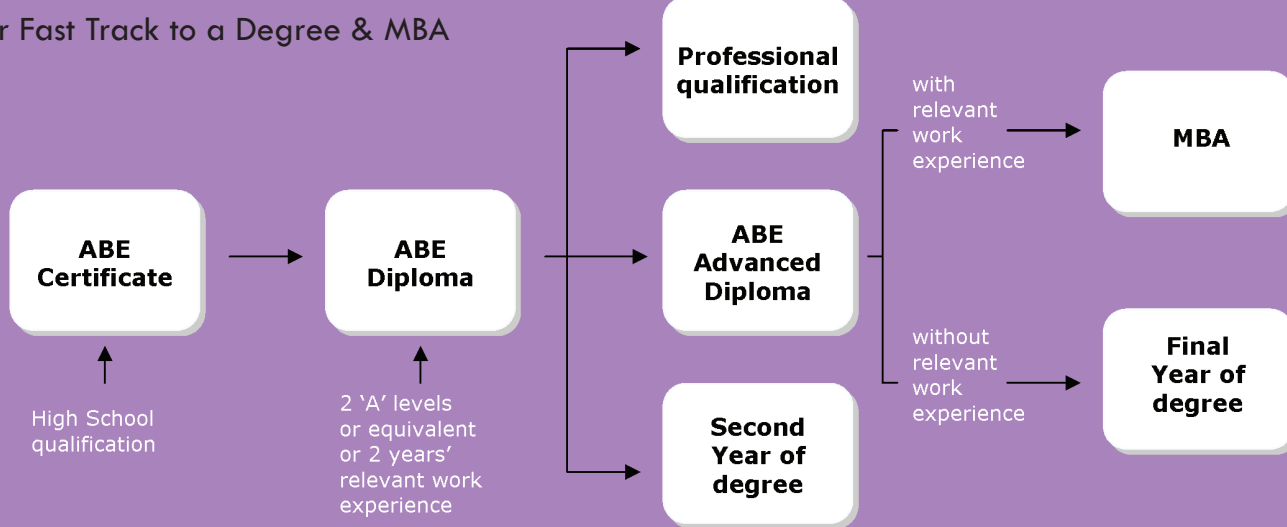 r Fast Track to a Degree & MBA
Professional
qualification
with
relevant
work
experience
MBA
ABE
Certificate
ABE
Diploma
ABE
Advanced
Diploma
High School
qualification
2 ‘A’ levels
or equivalent
or 2 years’
relevant work
experience
Second
Year of
degree
without
relevant
work
experience
Final
Year of
degree